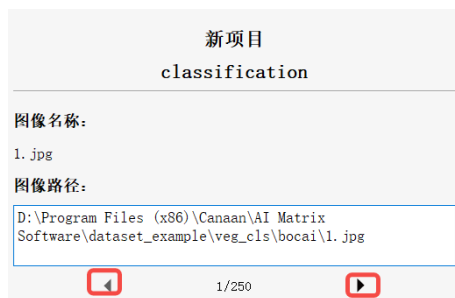 新项目
classification
图像名称:
1.jpg
图像路径:
D:\Program Files (x86)\Canaan\AI Matrix
Software\dataset_example\veg_cls\bocai\1.jpg
1/250